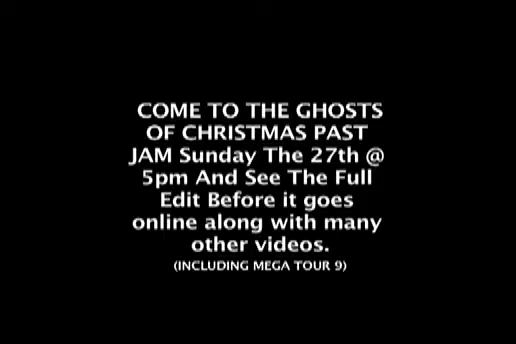 COME TO THE GHOSTS
OF CHRISTMAS PAST
JAM Sunday The 27th @
5pm And See The Full
Edit Before it goes
online along with many
other videos.
(INCLUDING MEGA TOUR 9)